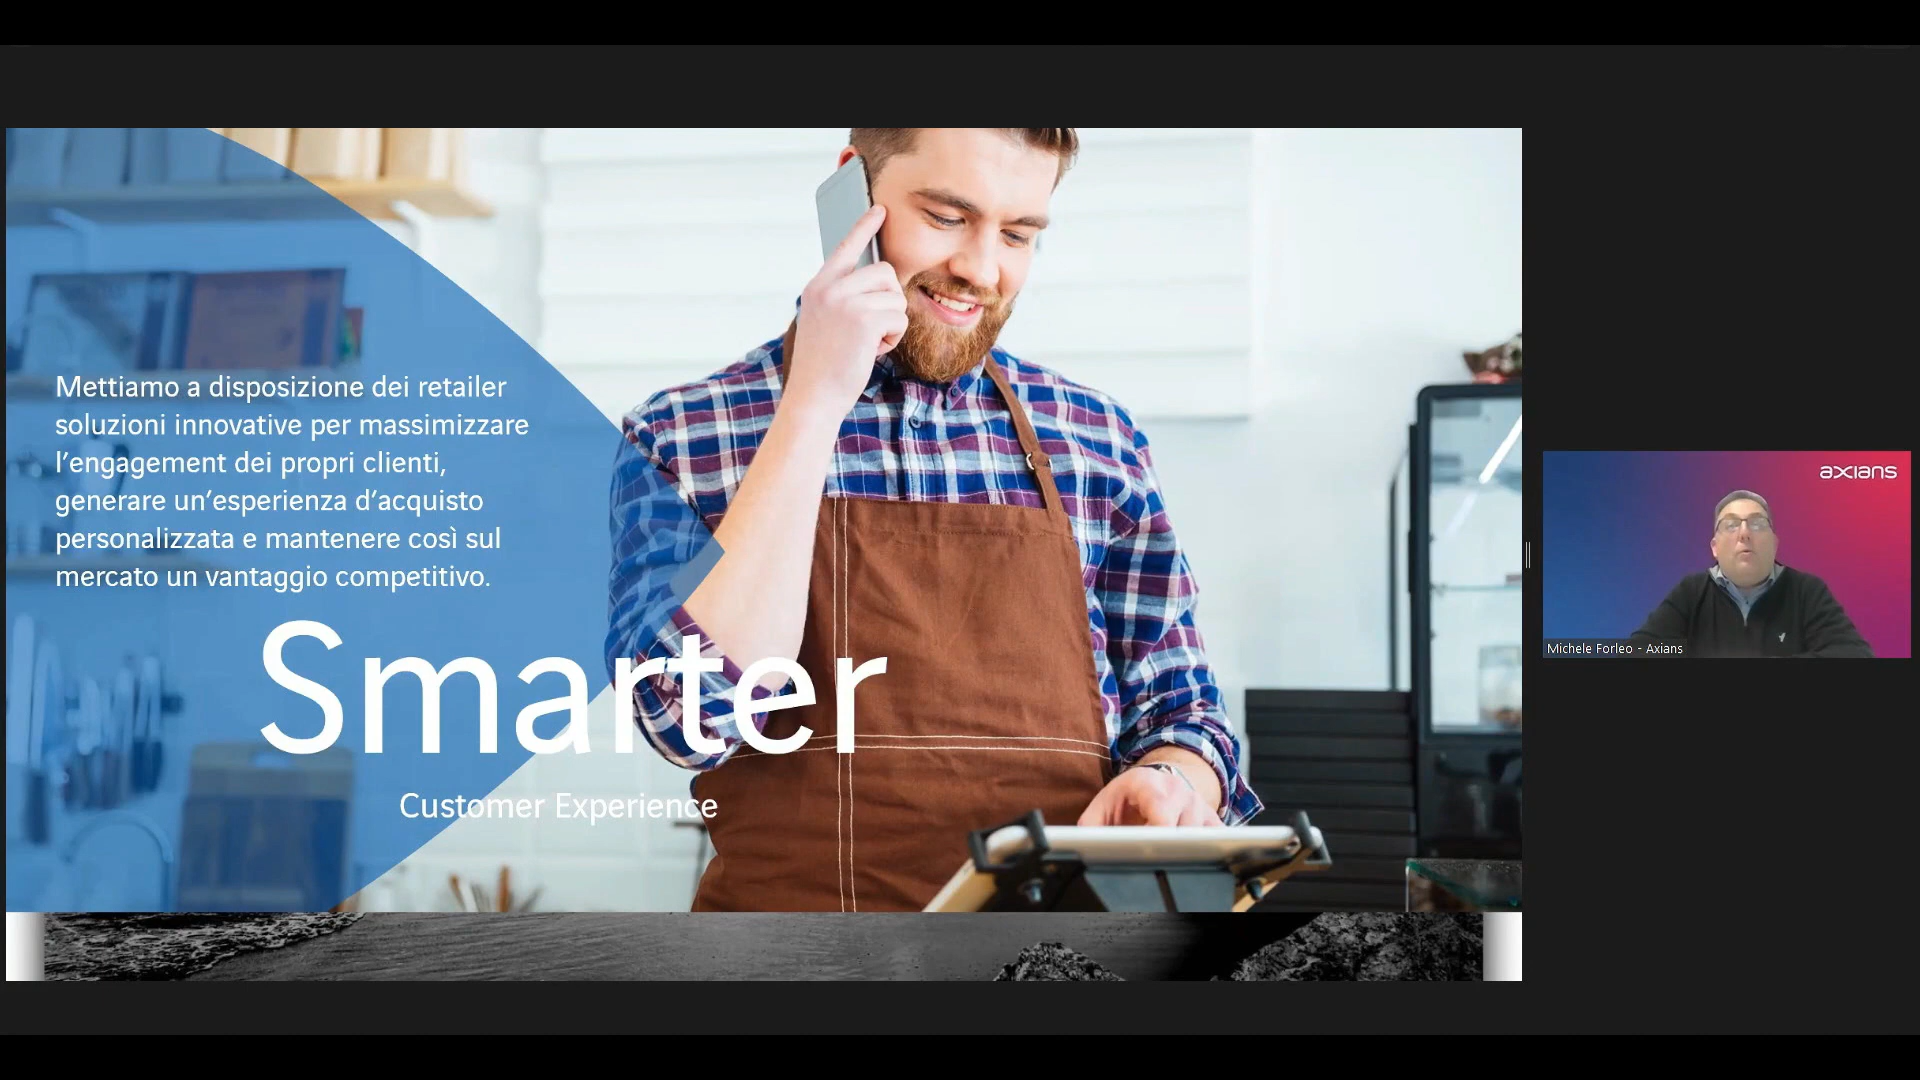 Mettiamo a disposizione dei retailer
soluzioni innovative per massimizzare
l’engagement dei propri clienti,
generare un’esperienza d’acquisto
personalizzata e mantenere così sul
mercato un vantaggio competitivo.
Smarter
Customer Experience
axians
Michele Forleo - Axians